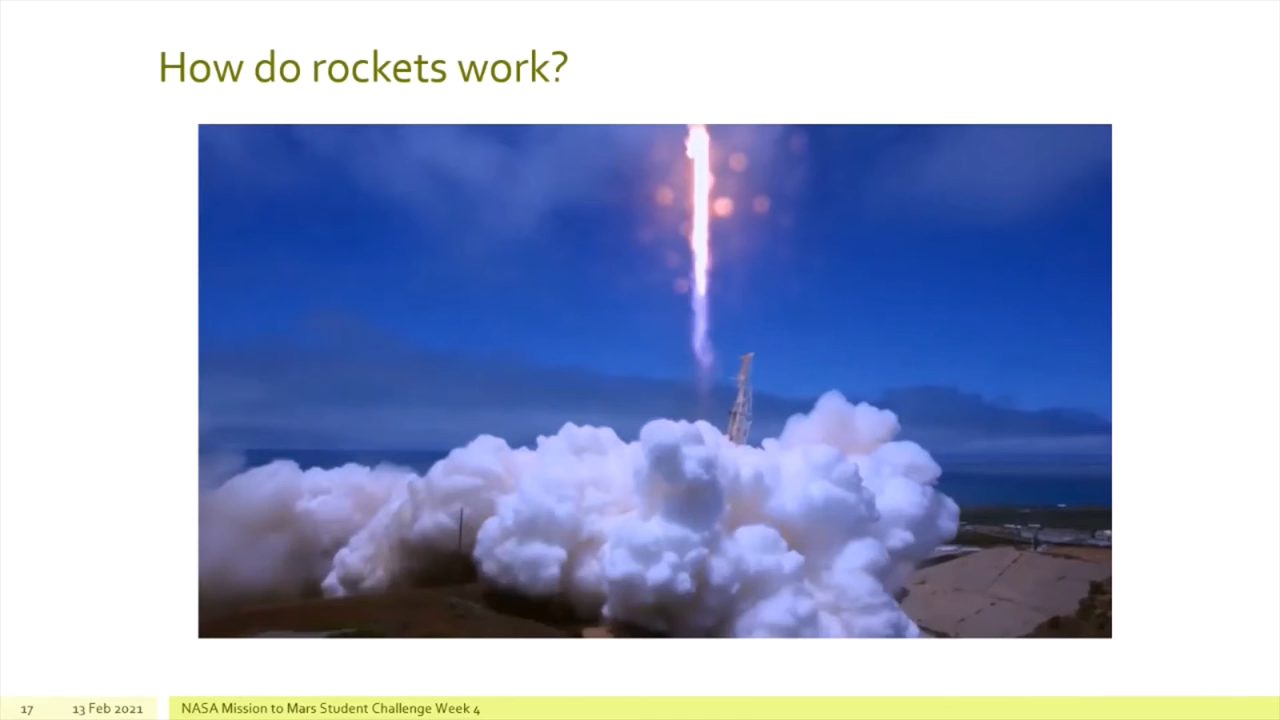 How do rockets work?
17 13 Feb 2021 NASA Mission to Mars Student Challenge Week 4